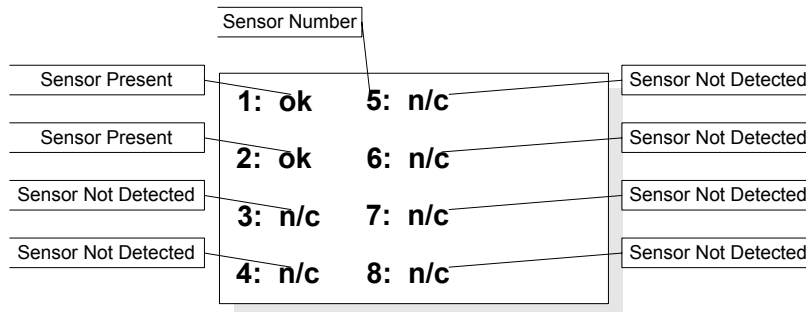 Sensor Number
Sensor Present
Sensor Not Detected
1: ok 5: n/c
Sensor Present
Sensor Not Detected
2: ok 6: n/c
Sensor Not Detected
Sensor Not Detected
3: n/c 7: n/c
Sensor Not Detected
Sensor Not Detected
4: n/c 8: n/c